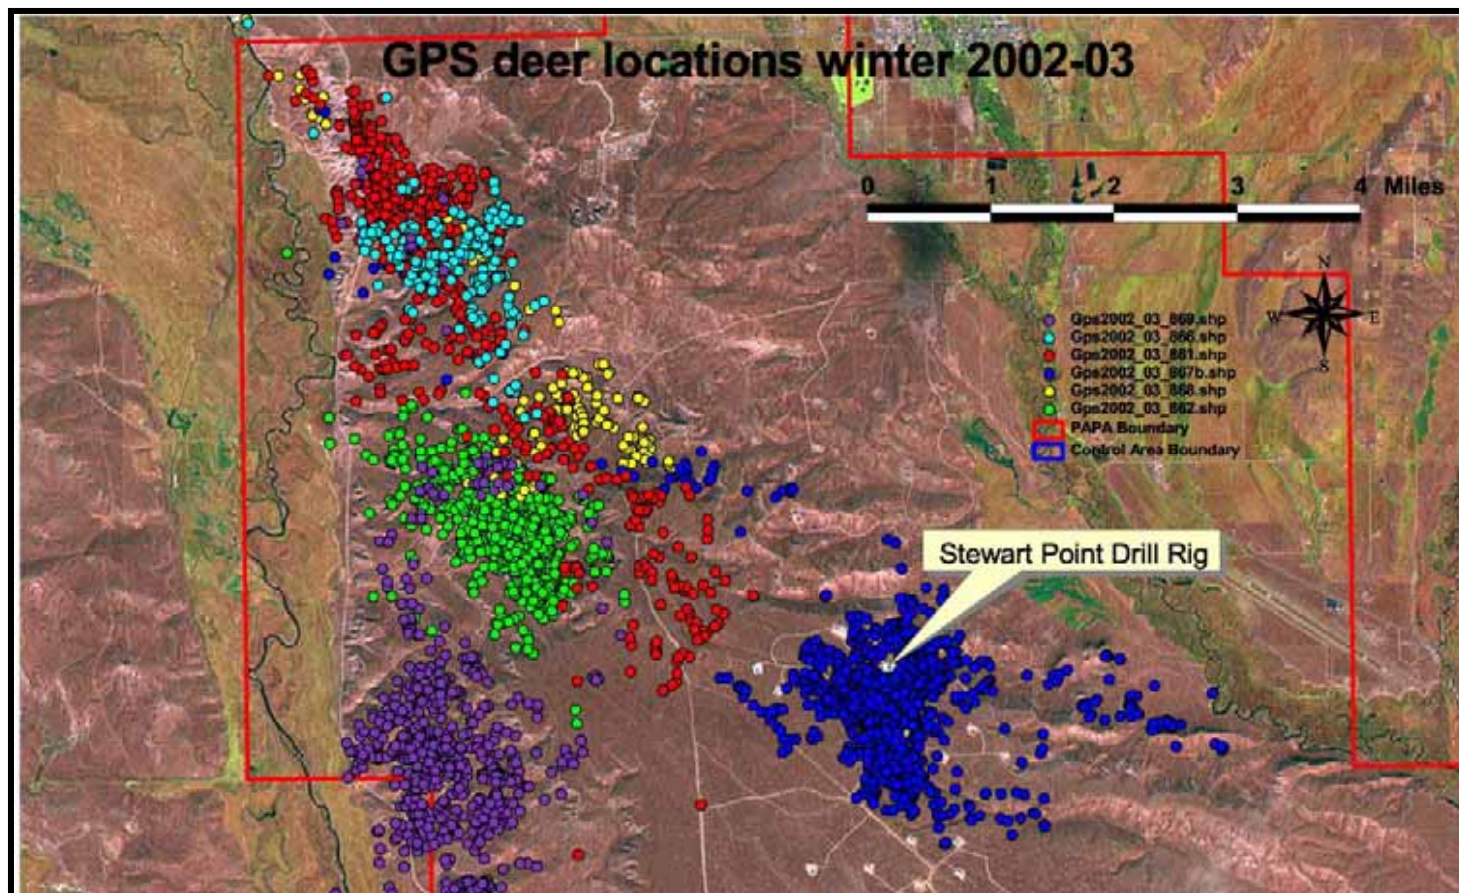 GPS deer locations winter 2002-03
0 1 2 3 4 Miles
N
W E
S
Gps2002_03_869.shp
Gps2002_03_866.shp
Gps2002_03_861.shp
Gps2002_03_867b.shp
Gps2002_03_868.shp
Gps2002_03_862.shp
PAPA Boundary
Control Area Boundary
Stewart Point Drill Rig